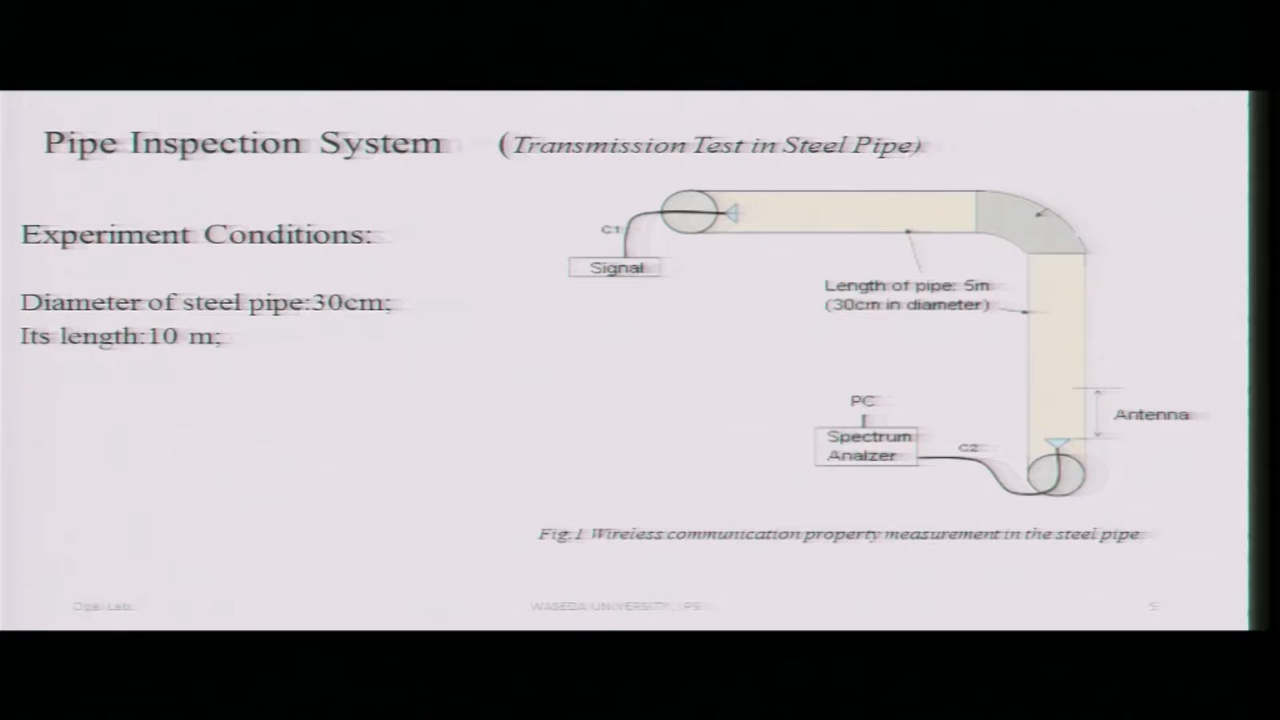 Pipe Inspection System (Transmission Test in Steel Pipe)
Experiment Conditions:
Diameter of steel pipe:30cm;
Its length:10 m;
C1
Signal
Length of pipe: 5m
(30cm in diameter)
PC
Spectrum
Analzer
C2
Antenna
Fig.1 Wireless communication property measurement in the steel pipe
Ogai Lab.
WASEDA UNIVERSITY, IPS
5